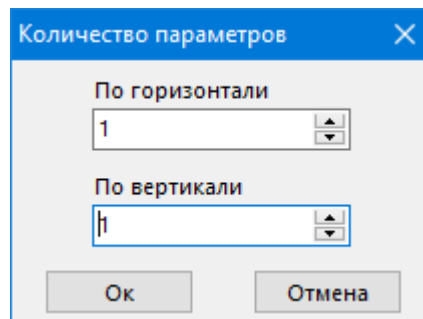 Количество параметров
По горизонтали
1
По вертикали
1
Ок
Отмена